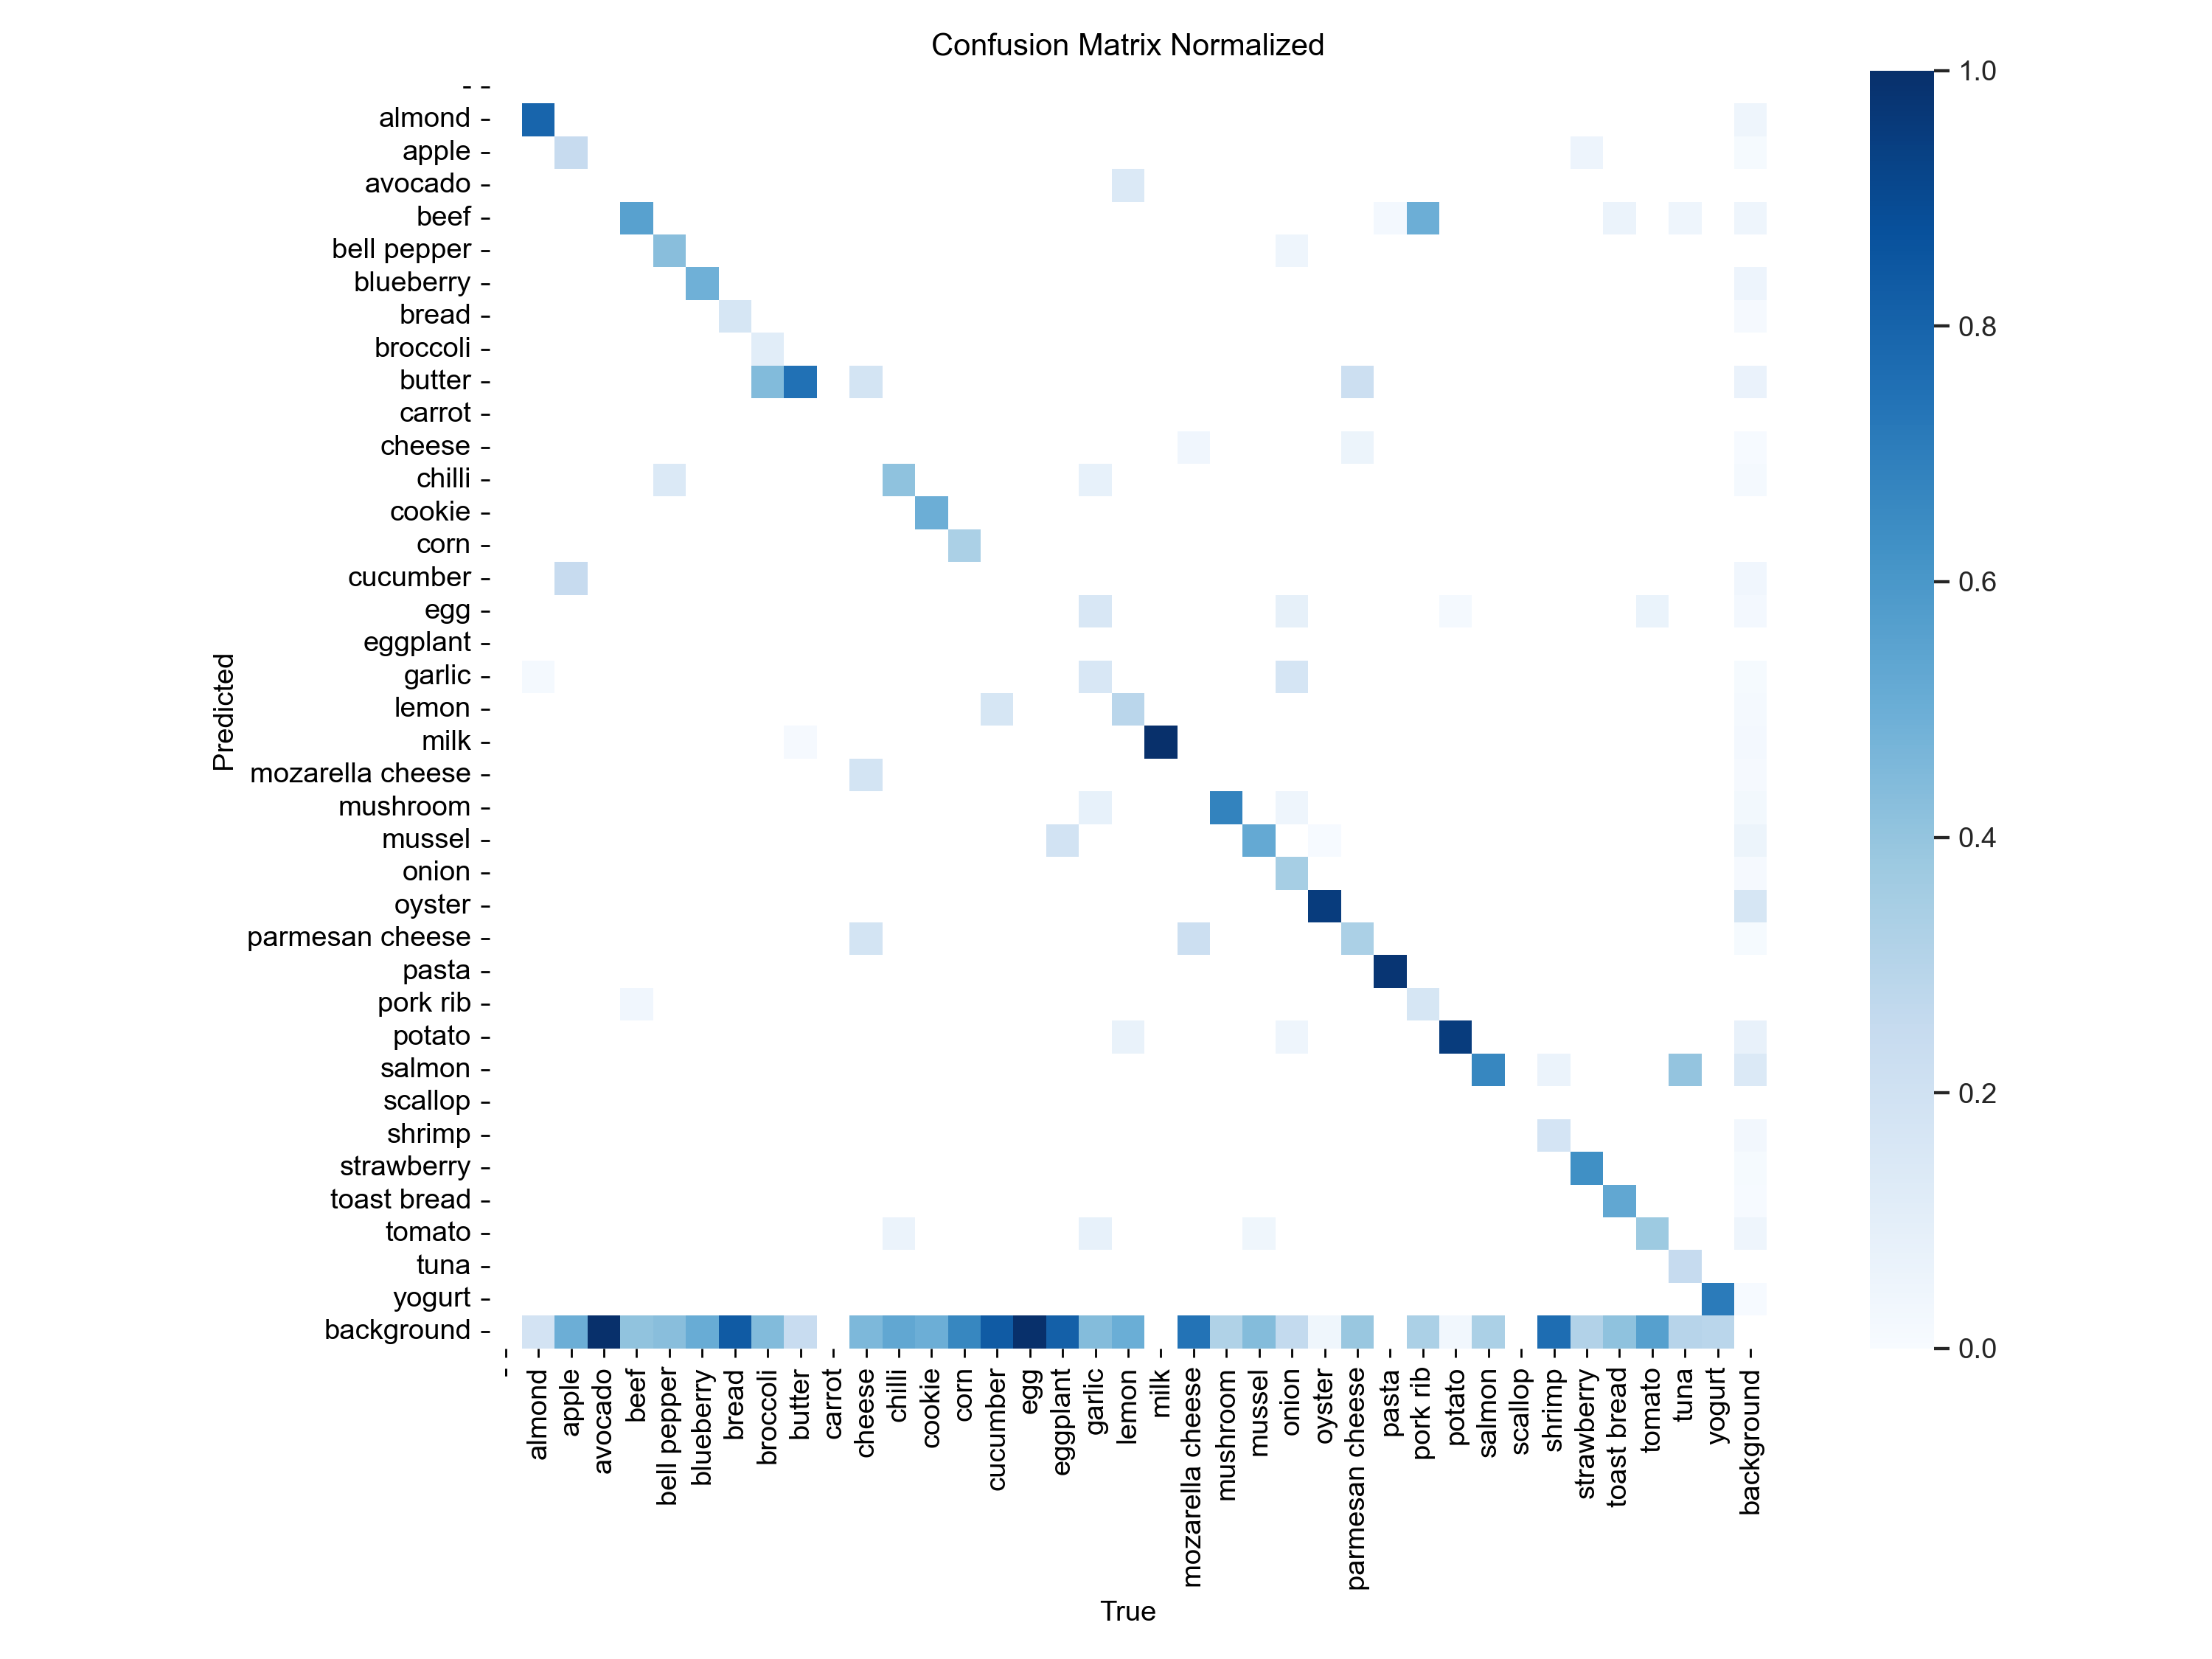 Confusion Matrix Normalized
-
almond
apple
avocado
beef
bell pepper
blueberry
bread
broccoli
butter
carrot
cheese
chilli
cookie
corn
cucumber
egg
eggplant
garlic
lemon
milk
mozarella cheese
mushroom
mussel
onion
oyster
parmesan cheese
pasta
pork rib
potato
salmon
scallop
shrimp
strawberry
toast bread
tomato
tuna
yogurt
background
Predicted
-
almond
apple
avocado
beef
bell pepper
blueberry
bread
broccoli
butter
carrot
cheese
chilli
cookie
corn
cucumber
egg
eggplant
garlic
lemon
milk
mozarella cheese
mushroom
mussel
onion
oyster
parmesan cheese
pasta
pork rib
potato
salmon
scallop
shrimp
strawberry
toast bread
tomato
tuna
yogurt
background
True
1.0
0.8
0.6
0.4
0.2
0.0